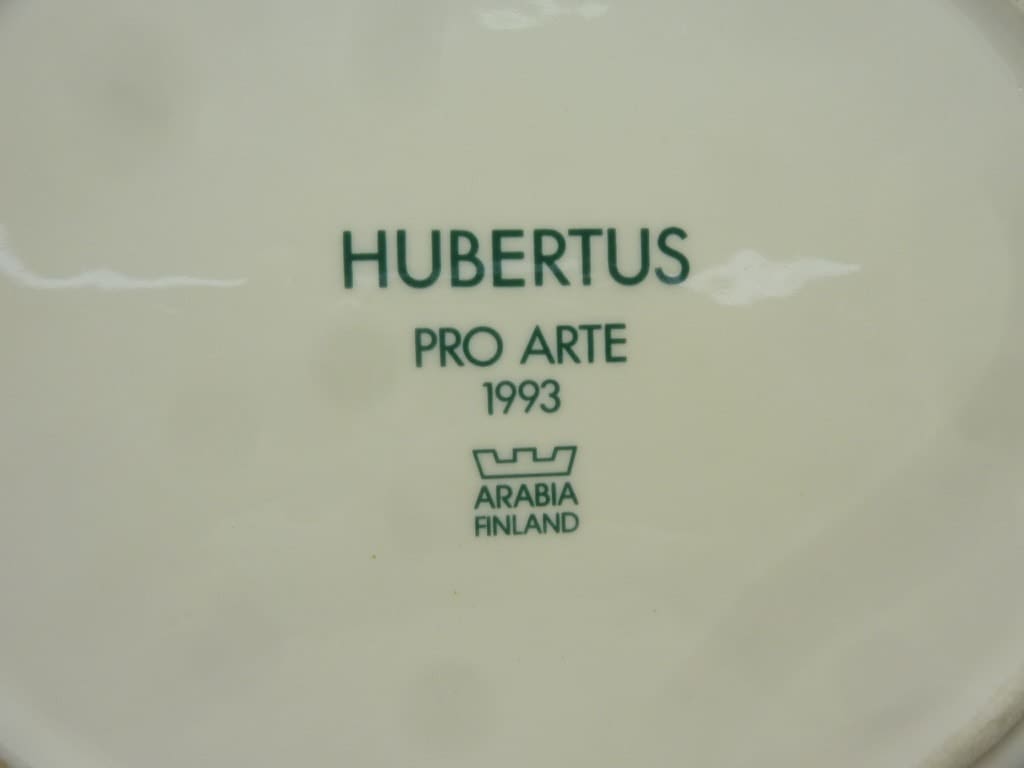 HUBERTUS
PRO ARTE
1993
ARABIA
FINLAND